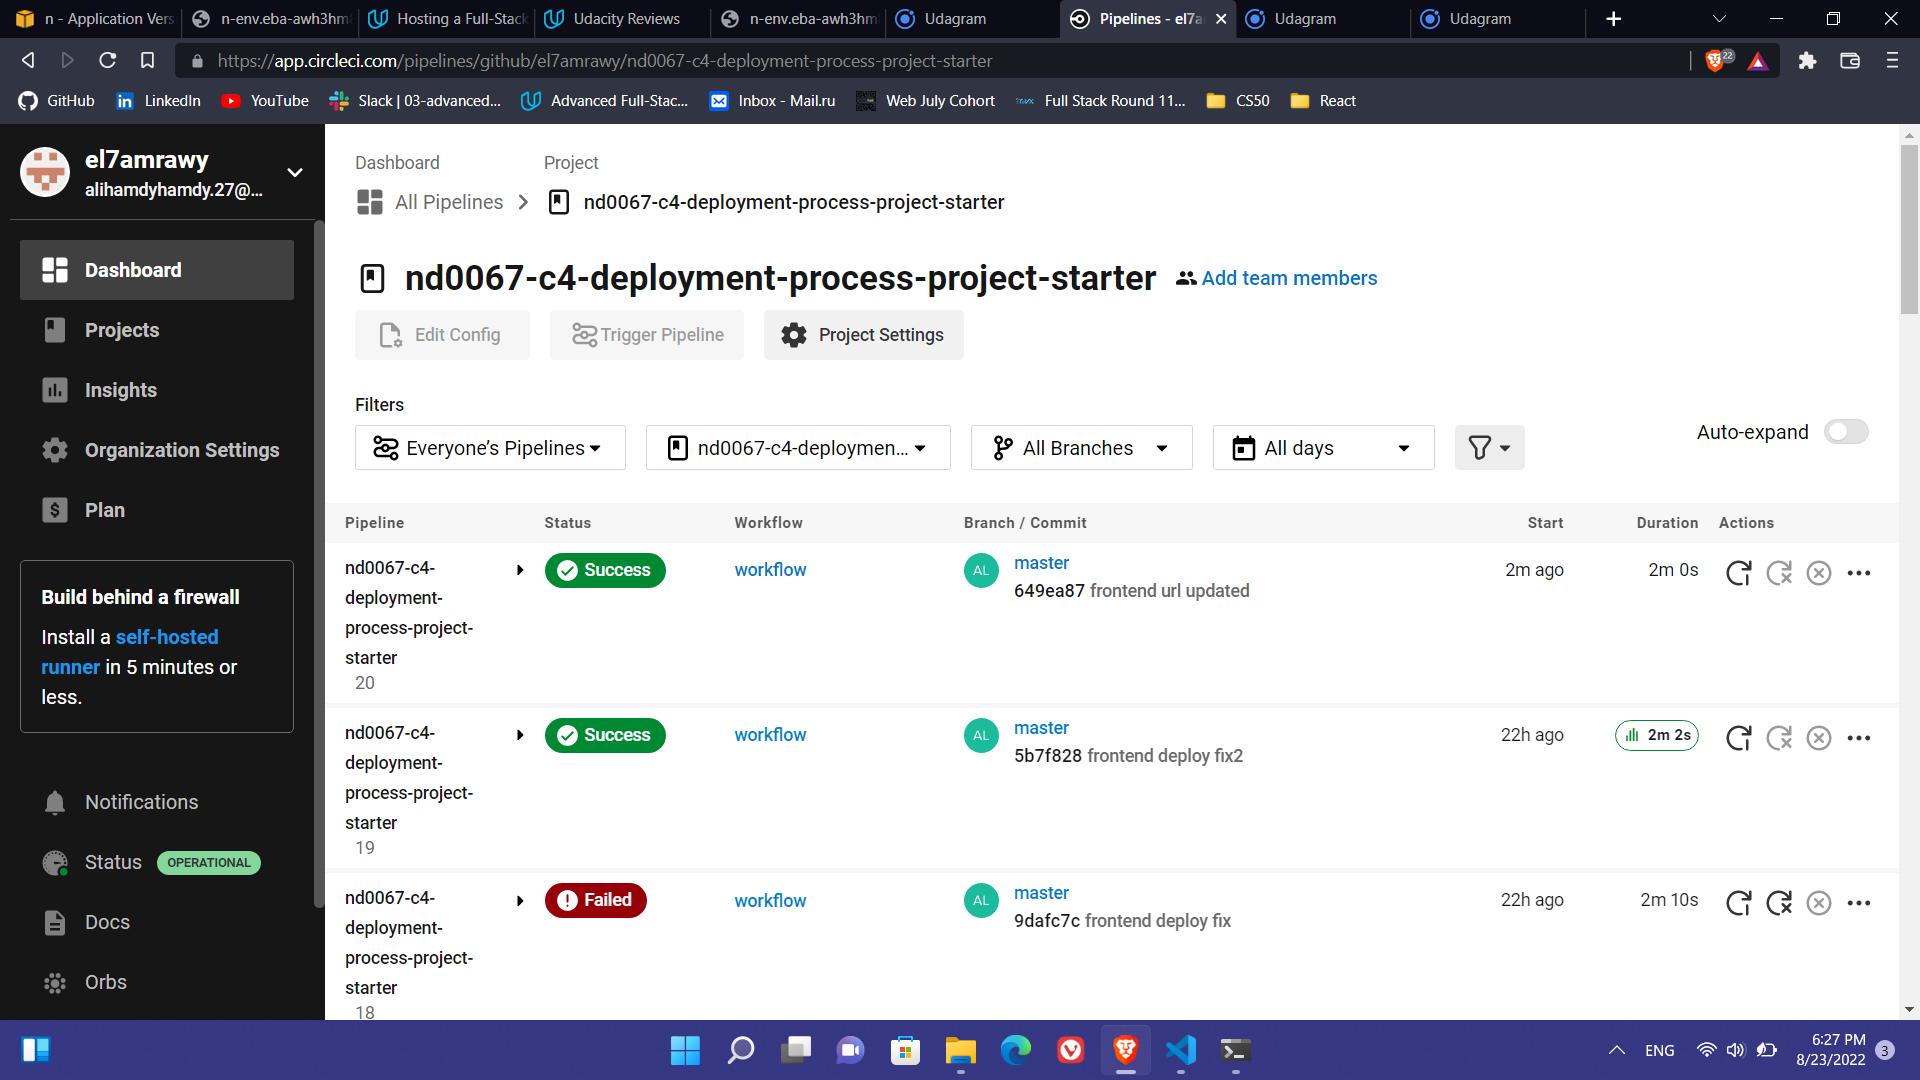 n - Application Vers
n-env.eba-awh3hm
Hosting a Full-Stack
Udacity Reviews
n-env.eba-awh3hm
Udagram
Pipelines - el7a
Udagram
Udagram
https://app.circleci.com/pipelines/github/el7amrawy/nd0067-c4-deployment-process-project-starter
22
GitHub
LinkedIn
YouTube
Slack | 03-advanced...
Advanced Full-Stac...
Inbox - Mail.ru
Web July Cohort
Full Stack Round 11...
CS50
React
el7amrawy
alihamdyhamdy.27@...
Dashboard
Projects
Insights
Organization Settings
Plan
Build behind a firewall
Install a self-hosted
runner in 5 minutes or
less.
Notifications
Status OPERATIONAL
Docs
Orbs
Dashboard
Project
All Pipelines
nd0067-c4-deployment-process-project-starter
nd0067-c4-deployment-process-project-starter
Add team members
Edit Config
Trigger Pipeline
Project Settings
Filters
Everyone’s Pipelines
nd0067-c4-deploymen...
All Branches
All days
Auto-expand
Pipeline Status Workflow Branch / Commit Start Duration Actions
nd0067-c4-
deployment-
process-project-
starter
20
Success
workflow
AL
master
649ea87 frontend url updated
2m ago
2m 0s
nd0067-c4-
deployment-
process-project-
starter
19
Success
workflow
AL
master
5b7f828 frontend deploy fix2
22h ago
2m 2s
nd0067-c4-
deployment-
process-project-
starter
18
Failed
workflow
AL
master
9dafc7c frontend deploy fix
22h ago
2m 10s
ENG
6:27 PM
8/23/2022
3